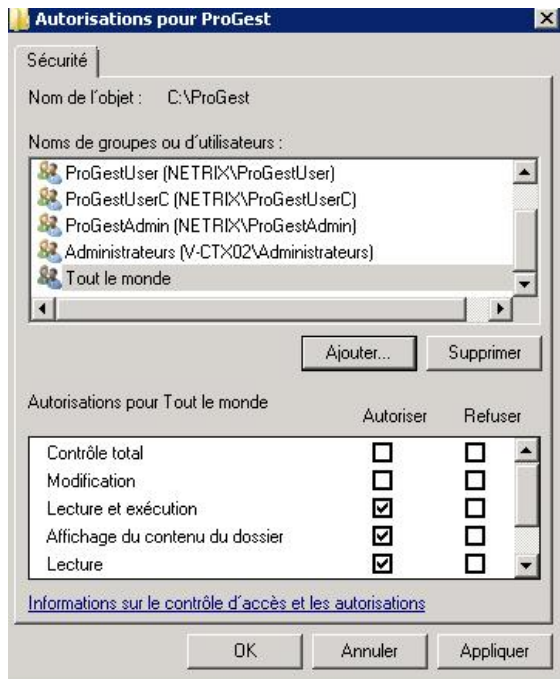 Autorisations pour ProGest
Sécurité
Nom de l'objet : C:\ProGest
Noms de groupes ou d'utilisateurs :
ProGestUser (NETRIX\ProGestUser)
ProGestUserC (NETRIX\ProGestUserC)
ProGestAdmin (NETRIX\ProGestAdmin)
Administrateurs (V-CTX02\Administrateurs)
Tout le monde
Ajouter... Supprimer
Autorisations pour Tout le monde Autoriser Refuser
Contrôle total
Modification
Lecture et exécution
Affichage du contenu du dossier
Lecture
Informations sur le contrôle d'accès et les autorisations
OK Annuler Appliquer